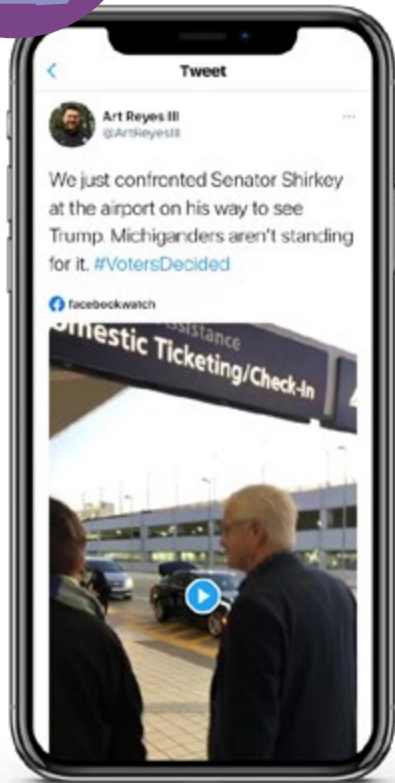 Tweet
Art Reyes III
@ArtReyesIII
We just confronted Senator Shirkey
at the airport on his way to see
Trump. Michiganders aren't standing
for it. #VotersDecided
facebookwatch
Assistance
Domestic Ticketing/Check-In